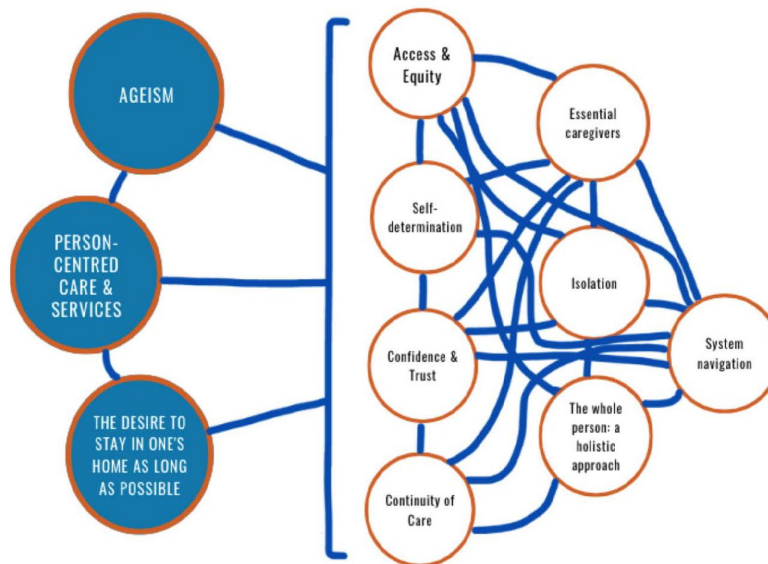 AGEISM
PERSON-
CENTRED
CARE &
SERVICES
THE DESIRE TO
STAY IN ONE'S
HOME AS LONG
AS POSSIBLE
Access &
Equity
Self-
determination
Confidence &
Trust
Continuity of
Care
Essential
caregivers
Isolation
The whole
person: a
holistic
approach
System
navigation